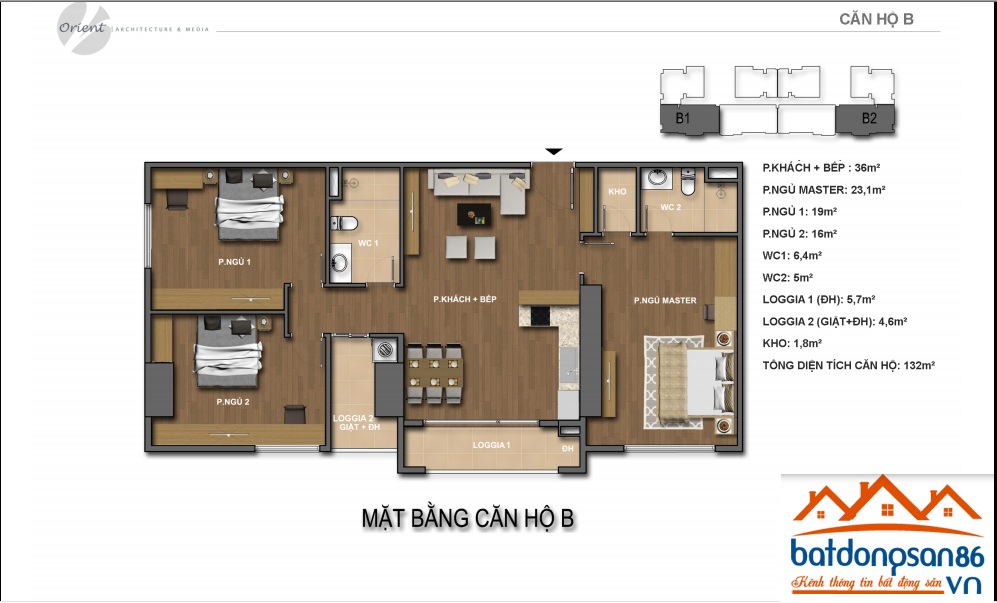 Orient ARCHITECTURE & MEDIA
CĂN HỘ B
B1
B2
P.KHÁCH + BẾP : 36m²
P.NGỦ MASTER: 23,1m²
P.NGỦ 1: 19m²
P.NGỦ 2: 16m²
WC1: 6,4m²
WC2: 5m²
LOGGIA 1 (ĐH): 5,7m²
LOGGIA 2 (GIẶT+ĐH): 4,6m²
KHO: 1,8m²
TỔNG DIỆN TÍCH CĂN HỘ: 132m²
KHO
WC 2
WC 1
P.NGỦ 1
P.KHÁCH + BẾP
P.NGỦ MASTER
P.NGỦ 2
LOGGIA 2
GIẶT + ĐH
LOGGIA 1
ĐH
MẶT BẰNG CĂN HỘ B
batdongsan86
Kênh thông tin bất động sản VN